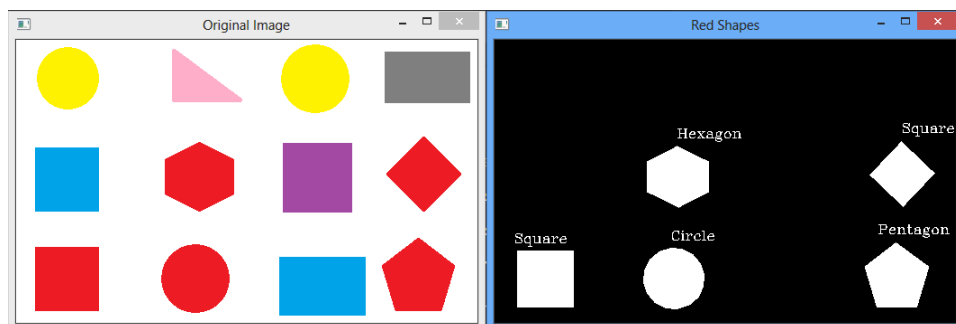 Original Image
Red Shapes
Hexagon
Square
Square
Circle
Pentagon